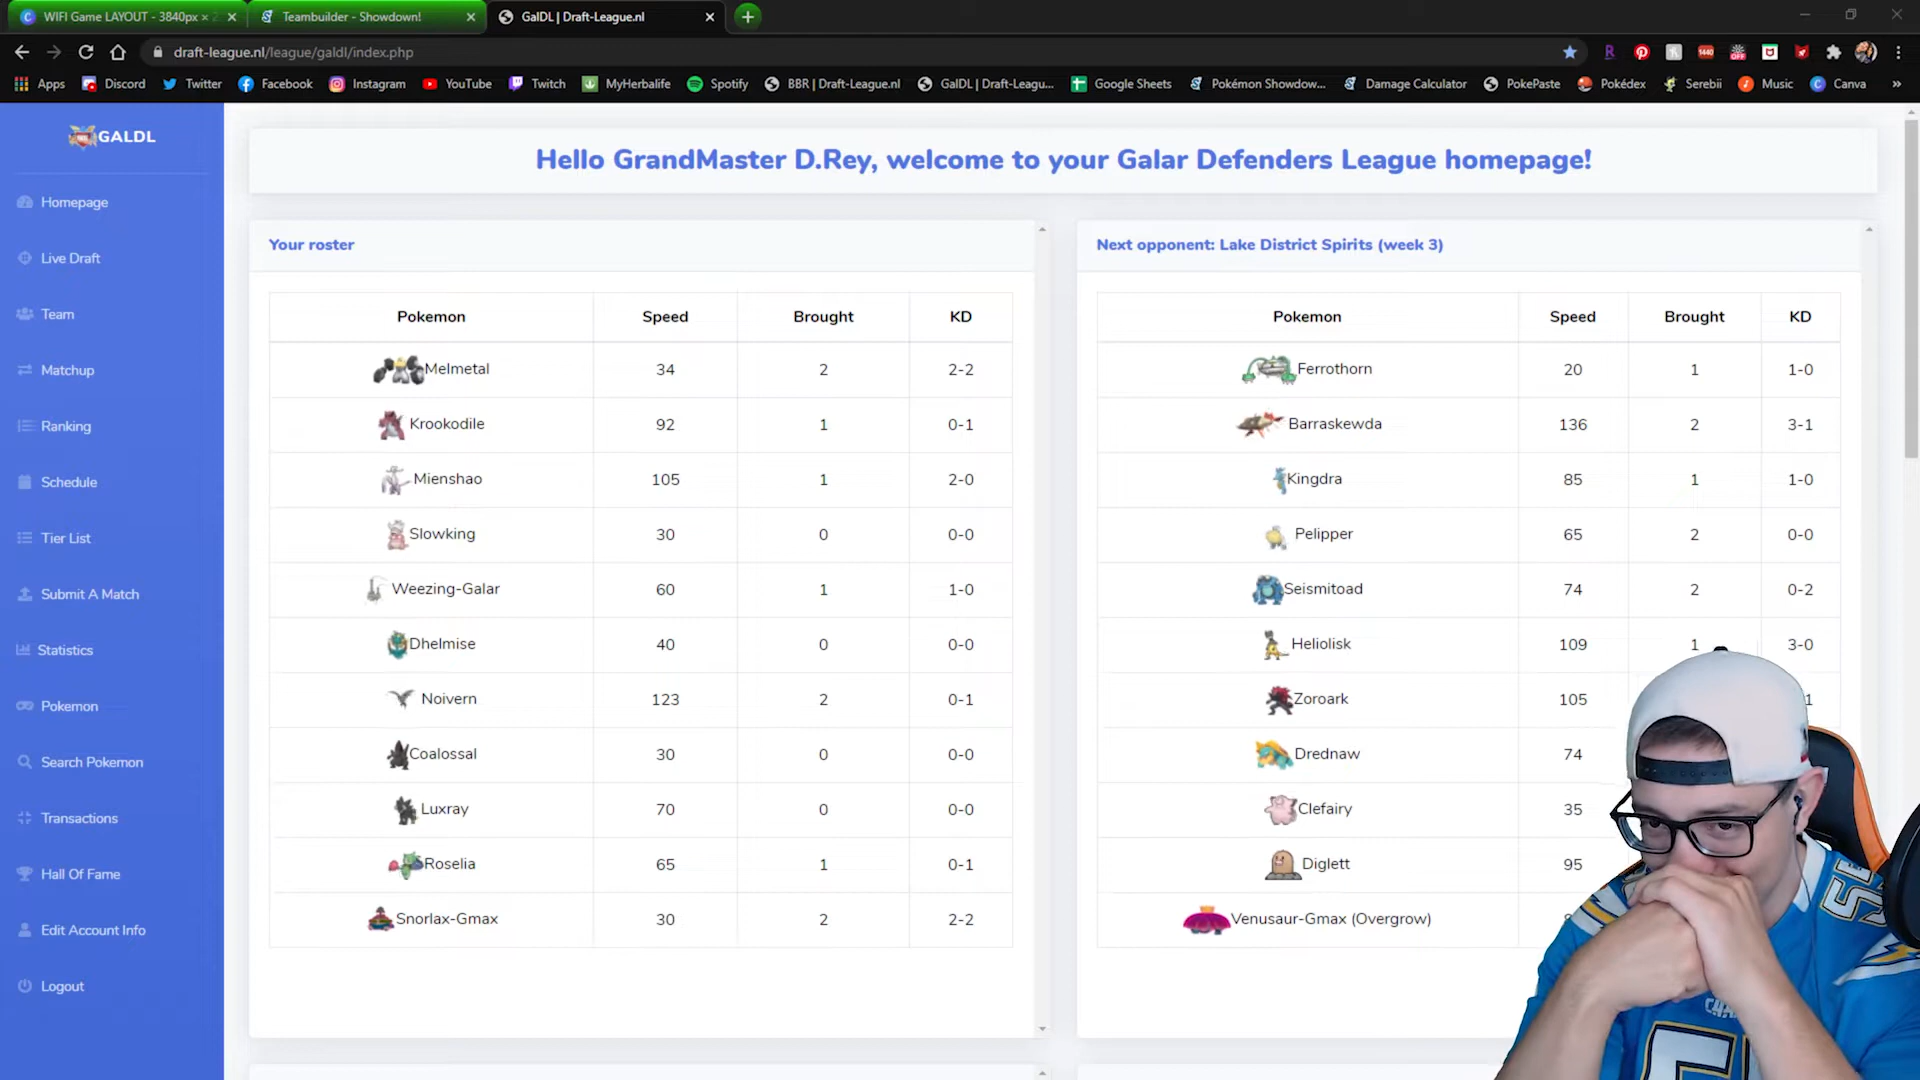 WIFI Game LAYOUT - 3840px ×
Teambuilder - Showdown!
GalDL | Draft-League.nl
draft-league.nl/league/galdl/index.php
Apps
Discord
Twitter
Facebook
Instagram
YouTube
Twitch
MyHerbalife
Spotify
BBR | Draft-League.nl
GalDL | Draft-Leagu...
Google Sheets
Pokémon Showdow...
Damage Calculator
PokePaste
Pokédex
Serebii
Music
Canva
GALDL
Homepage
Live Draft
Team
Matchup
Ranking
Schedule
Tier List
Submit A Match
Statistics
Pokemon
Search Pokemon
Transactions
Hall Of Fame
Edit Account Info
Logout
Hello GrandMaster D.Rey, welcome to your Galar Defenders League homepage!
Your roster
Pokemon Speed Brought KD
Melmetal 34 2 2-2
Krookodile 92 1 0-1
Mienshao 105 1 2-0
Slowking 30 0 0-0
Weezing-Galar 60 1 1-0
Dhelmise 40 0 0-0
Noivern 123 2 0-1
Coalossal 30 0 0-0
Luxray 70 0 0-0
Roselia 65 1 0-1
Snorlax-Gmax 30 2 2-2
Next opponent: Lake District Spirits (week 3)
Pokemon Speed Brought KD
Ferrothorn 20 1 1-0
Barraskewda 136 2 3-1
Kingdra 85 1 1-0
Pelipper 65 2 0-0
Seismitoad 74 2 0-2
Heliolisk 109 1 3-0
Zoroark 105
Drednaw 74
Clefairy 35
Diglett 95
Venusaur-Gmax (Overgrow)